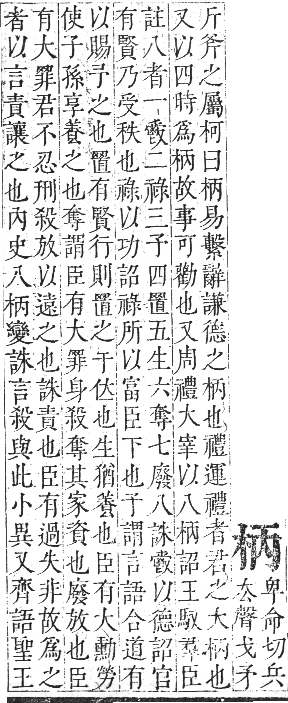 柄卑命切兵
去聲戈矛
斤斧之屬柯曰柄易繫辭謙德之柄也禮運禮者君之大柄也
又以四時爲柄故事可勸也又周禮大宰以八柄詔王馭羣臣
註八者一爵二祿三予四置五生六奪七廢八誅爵以德詔官
有賢乃受秩也祿以功詔祿所以富臣下也予謂言語合道有
以賜予之也置有賢行則置之于位也生猶養也臣有大勳勞
使子孫享養之也奪謂臣有大罪身殺奪其家資也廢放也臣
有大罪君不忍刑殺放以遠之也誅責也臣有過失非故爲之
者以言責讓之也內史八柄變誅言殺與此小異又齊語聖王